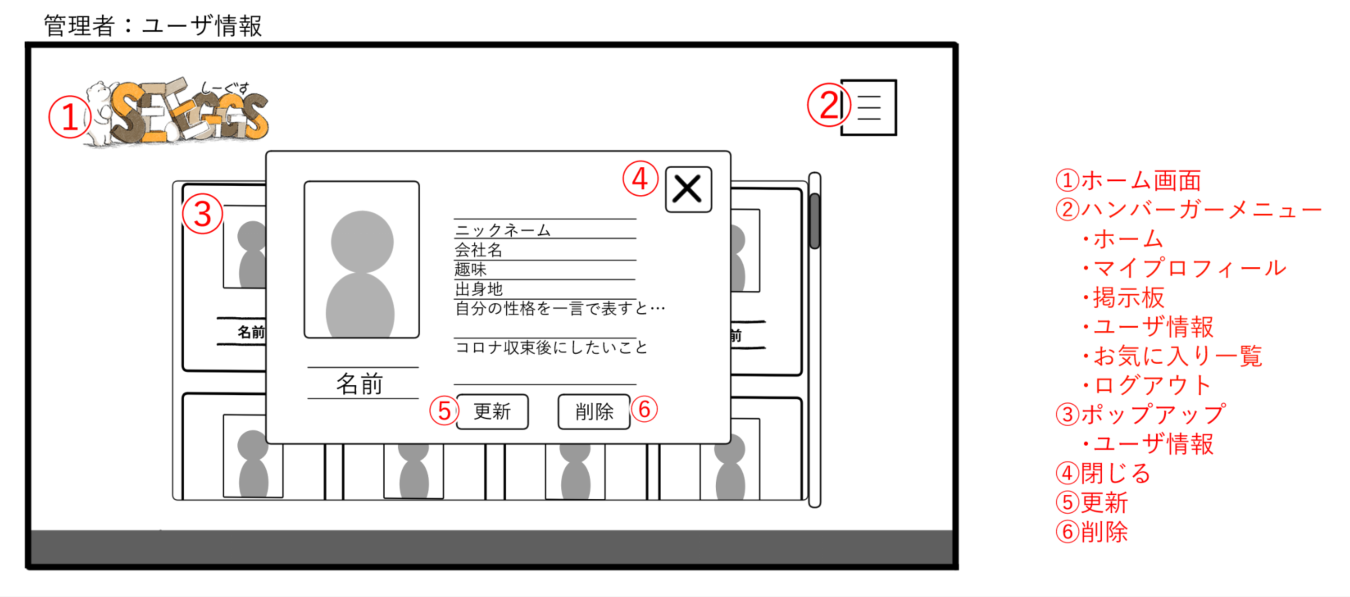 管理者：ユーザ情報
しーぐす
SEEGGS
①
②
③
④
ニックネーム
会社名
趣味
出身地
自分の性格を一言で表すと…
コロナ収束後にしたいこと
名前
名前
前
⑤
更新
削除
⑥
①ホーム画面
②ハンバーガーメニュー
・ホーム
・マイプロフィール
・掲示板
・ユーザ情報
・お気に入り一覧
・ログアウト
③ポップアップ
・ユーザ情報
④閉じる
⑤更新
⑥削除